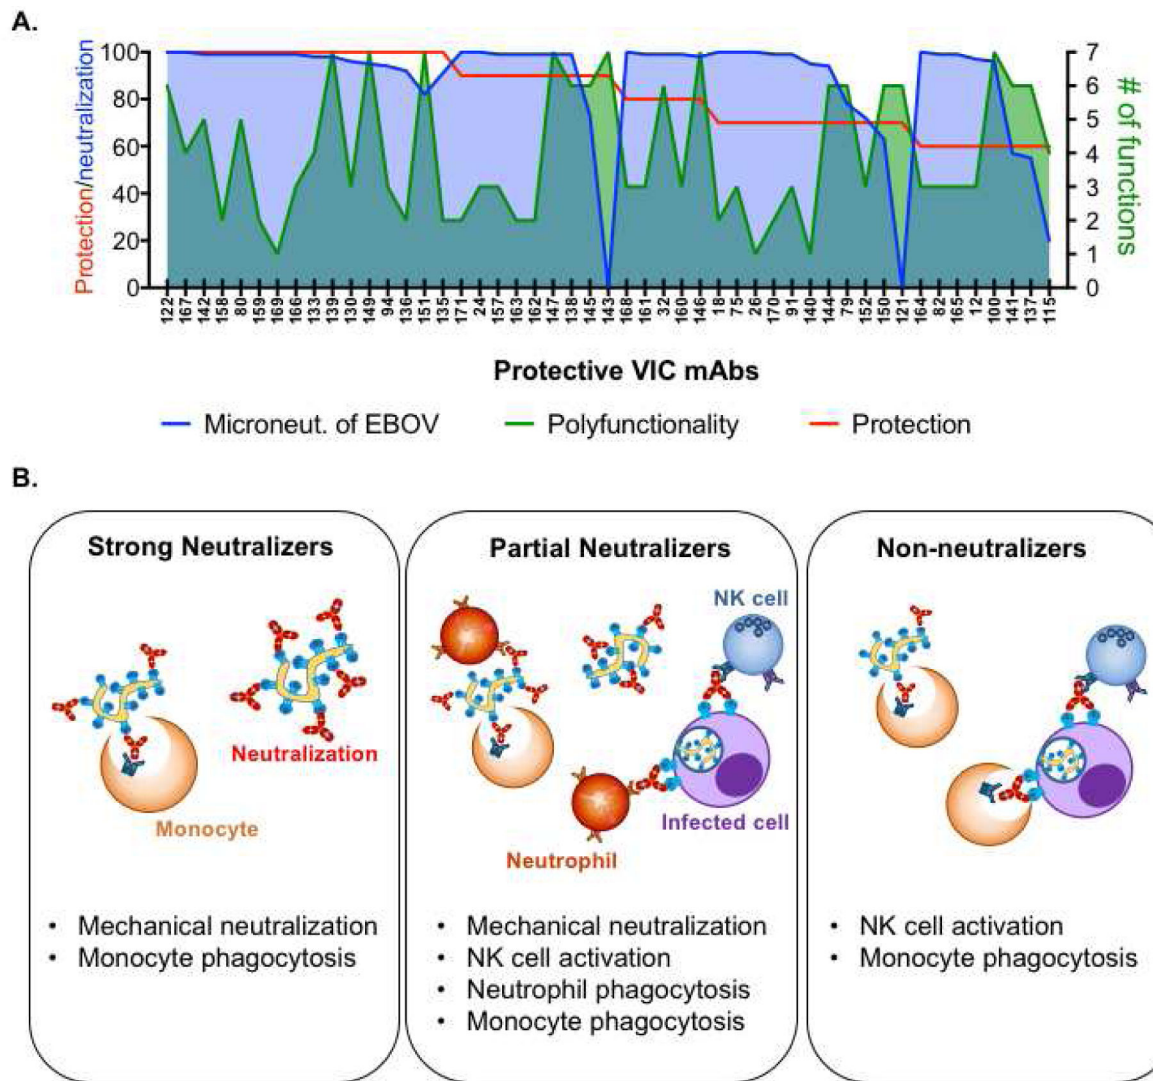 A.
Protection/neutralization
100
80
60
40
20
0
7
6
5
4
3
2
1
0
# of functions
122 167 142 158 80 159 169 166 133 139 130 149 94 136 151 135 171 24 157 163 162 147 138 145 143 168 161 32 160 146 18 75 26 170 91 140 144 79 152 150 121 164 82 165 12 100 141 137 115
Protective VIC mAbs
Microneut. of EBOV Polyfunctionality Protection
B.
Strong Neutralizers
Neutralization
Monocyte
• Mechanical neutralization
• Monocyte phagocytosis
Partial Neutralizers
NK cell
Infected cell
Neutrophil
• Mechanical neutralization
• NK cell activation
• Neutrophil phagocytosis
• Monocyte phagocytosis
Non-neutralizers
• NK cell activation
• Monocyte phagocytosis